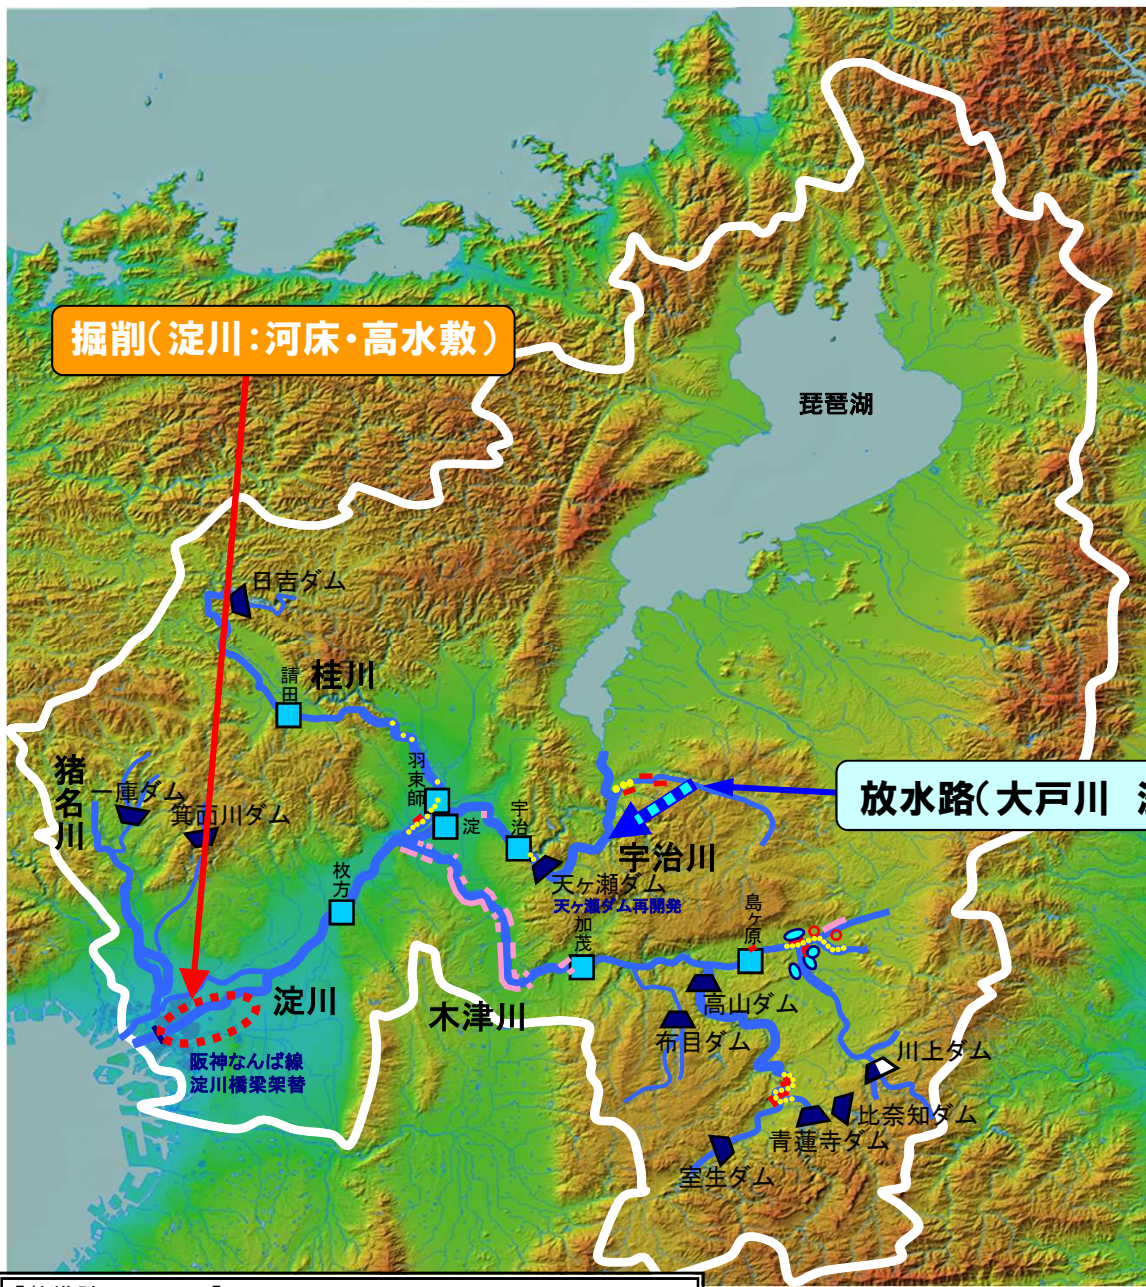 掘削(淀川:河床・高水敷)
琵琶湖
日吉ダム
請田
桂川
羽束師
猪名川
一庫ダム
箕面川ダム
淀
宇治
放水路(大戸川
宇治川
天ヶ瀬ダム
天ヶ瀬ダム再開発
枚方
加茂
島ヶ原
淀川
木津川
高山ダム
布目ダム
川上ダム
阪神なんば線
淀川橋梁架替
比奈知ダム
青蓮寺ダム
室生ダム